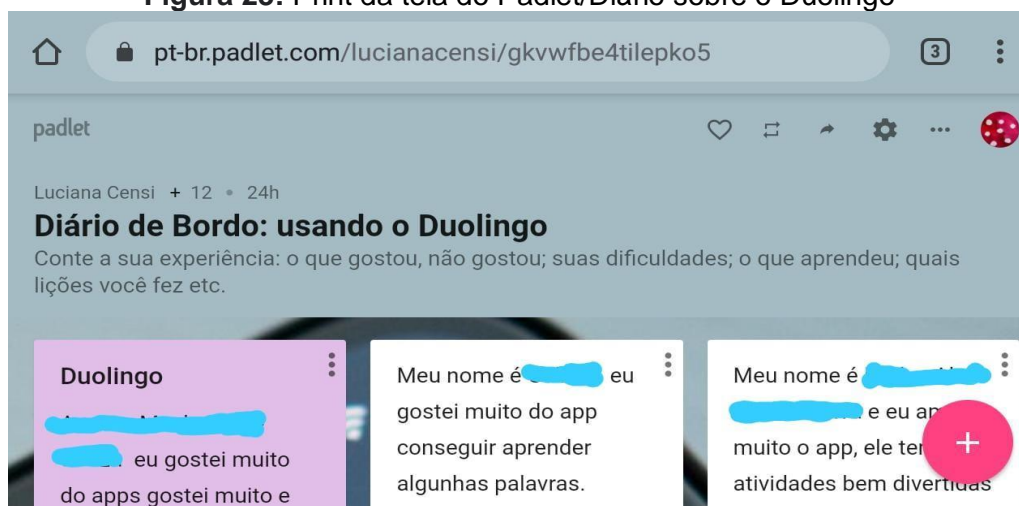 Print da tela do Padlet/Diário sobre o Duolingo
pt-br.padlet.com/lucianacensi/gkvwfbe4tilepko5
3
padlet
Luciana Censi + 12 • 24h
Diário de Bordo: usando o Duolingo
Conte a sua experiência: o que gostou, não gostou; suas dificuldades; o que aprendeu; quais
lições você fez etc.
Duolingo
eu gostei muito
do apps gostei muito e
Meu nome é eu
gostei muito do app
conseguir aprender
algunhas palavras.
Meu nome é
e eu
muito o app, ele
atividades bem divertidas